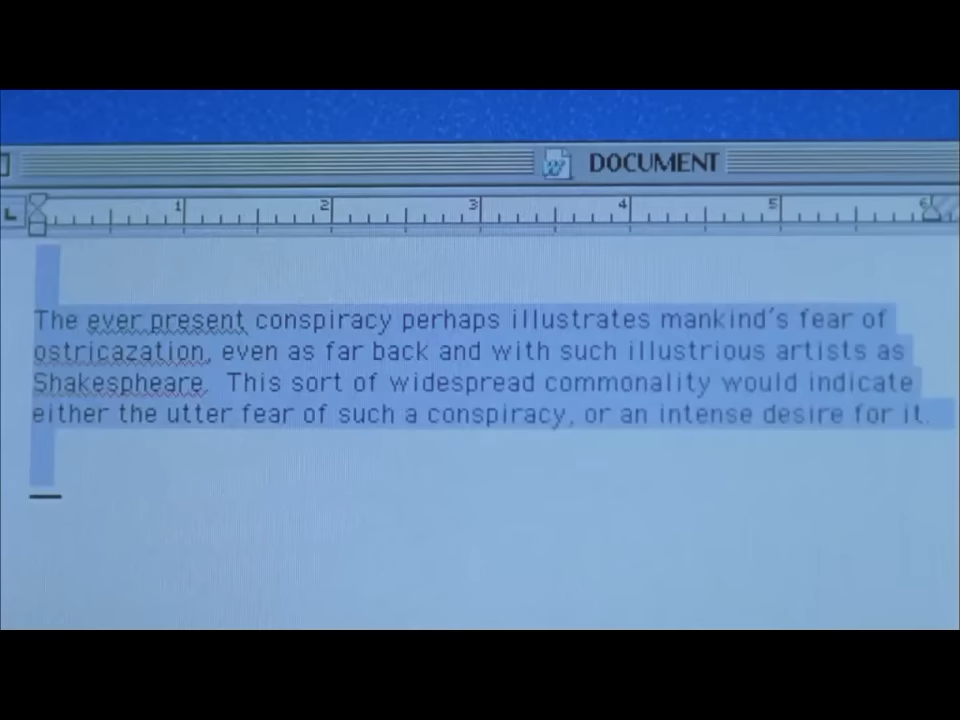 DOCUMENT
1 2 3 4 5 6
The ever present conspiracy perhaps illustrates mankind's fear of
ostricazation, even as far back and with such illustrious artists as
Shakespheare.  This sort of widespread commonality would indicate
either the utter fear of such a conspiracy, or an intense desire for it.